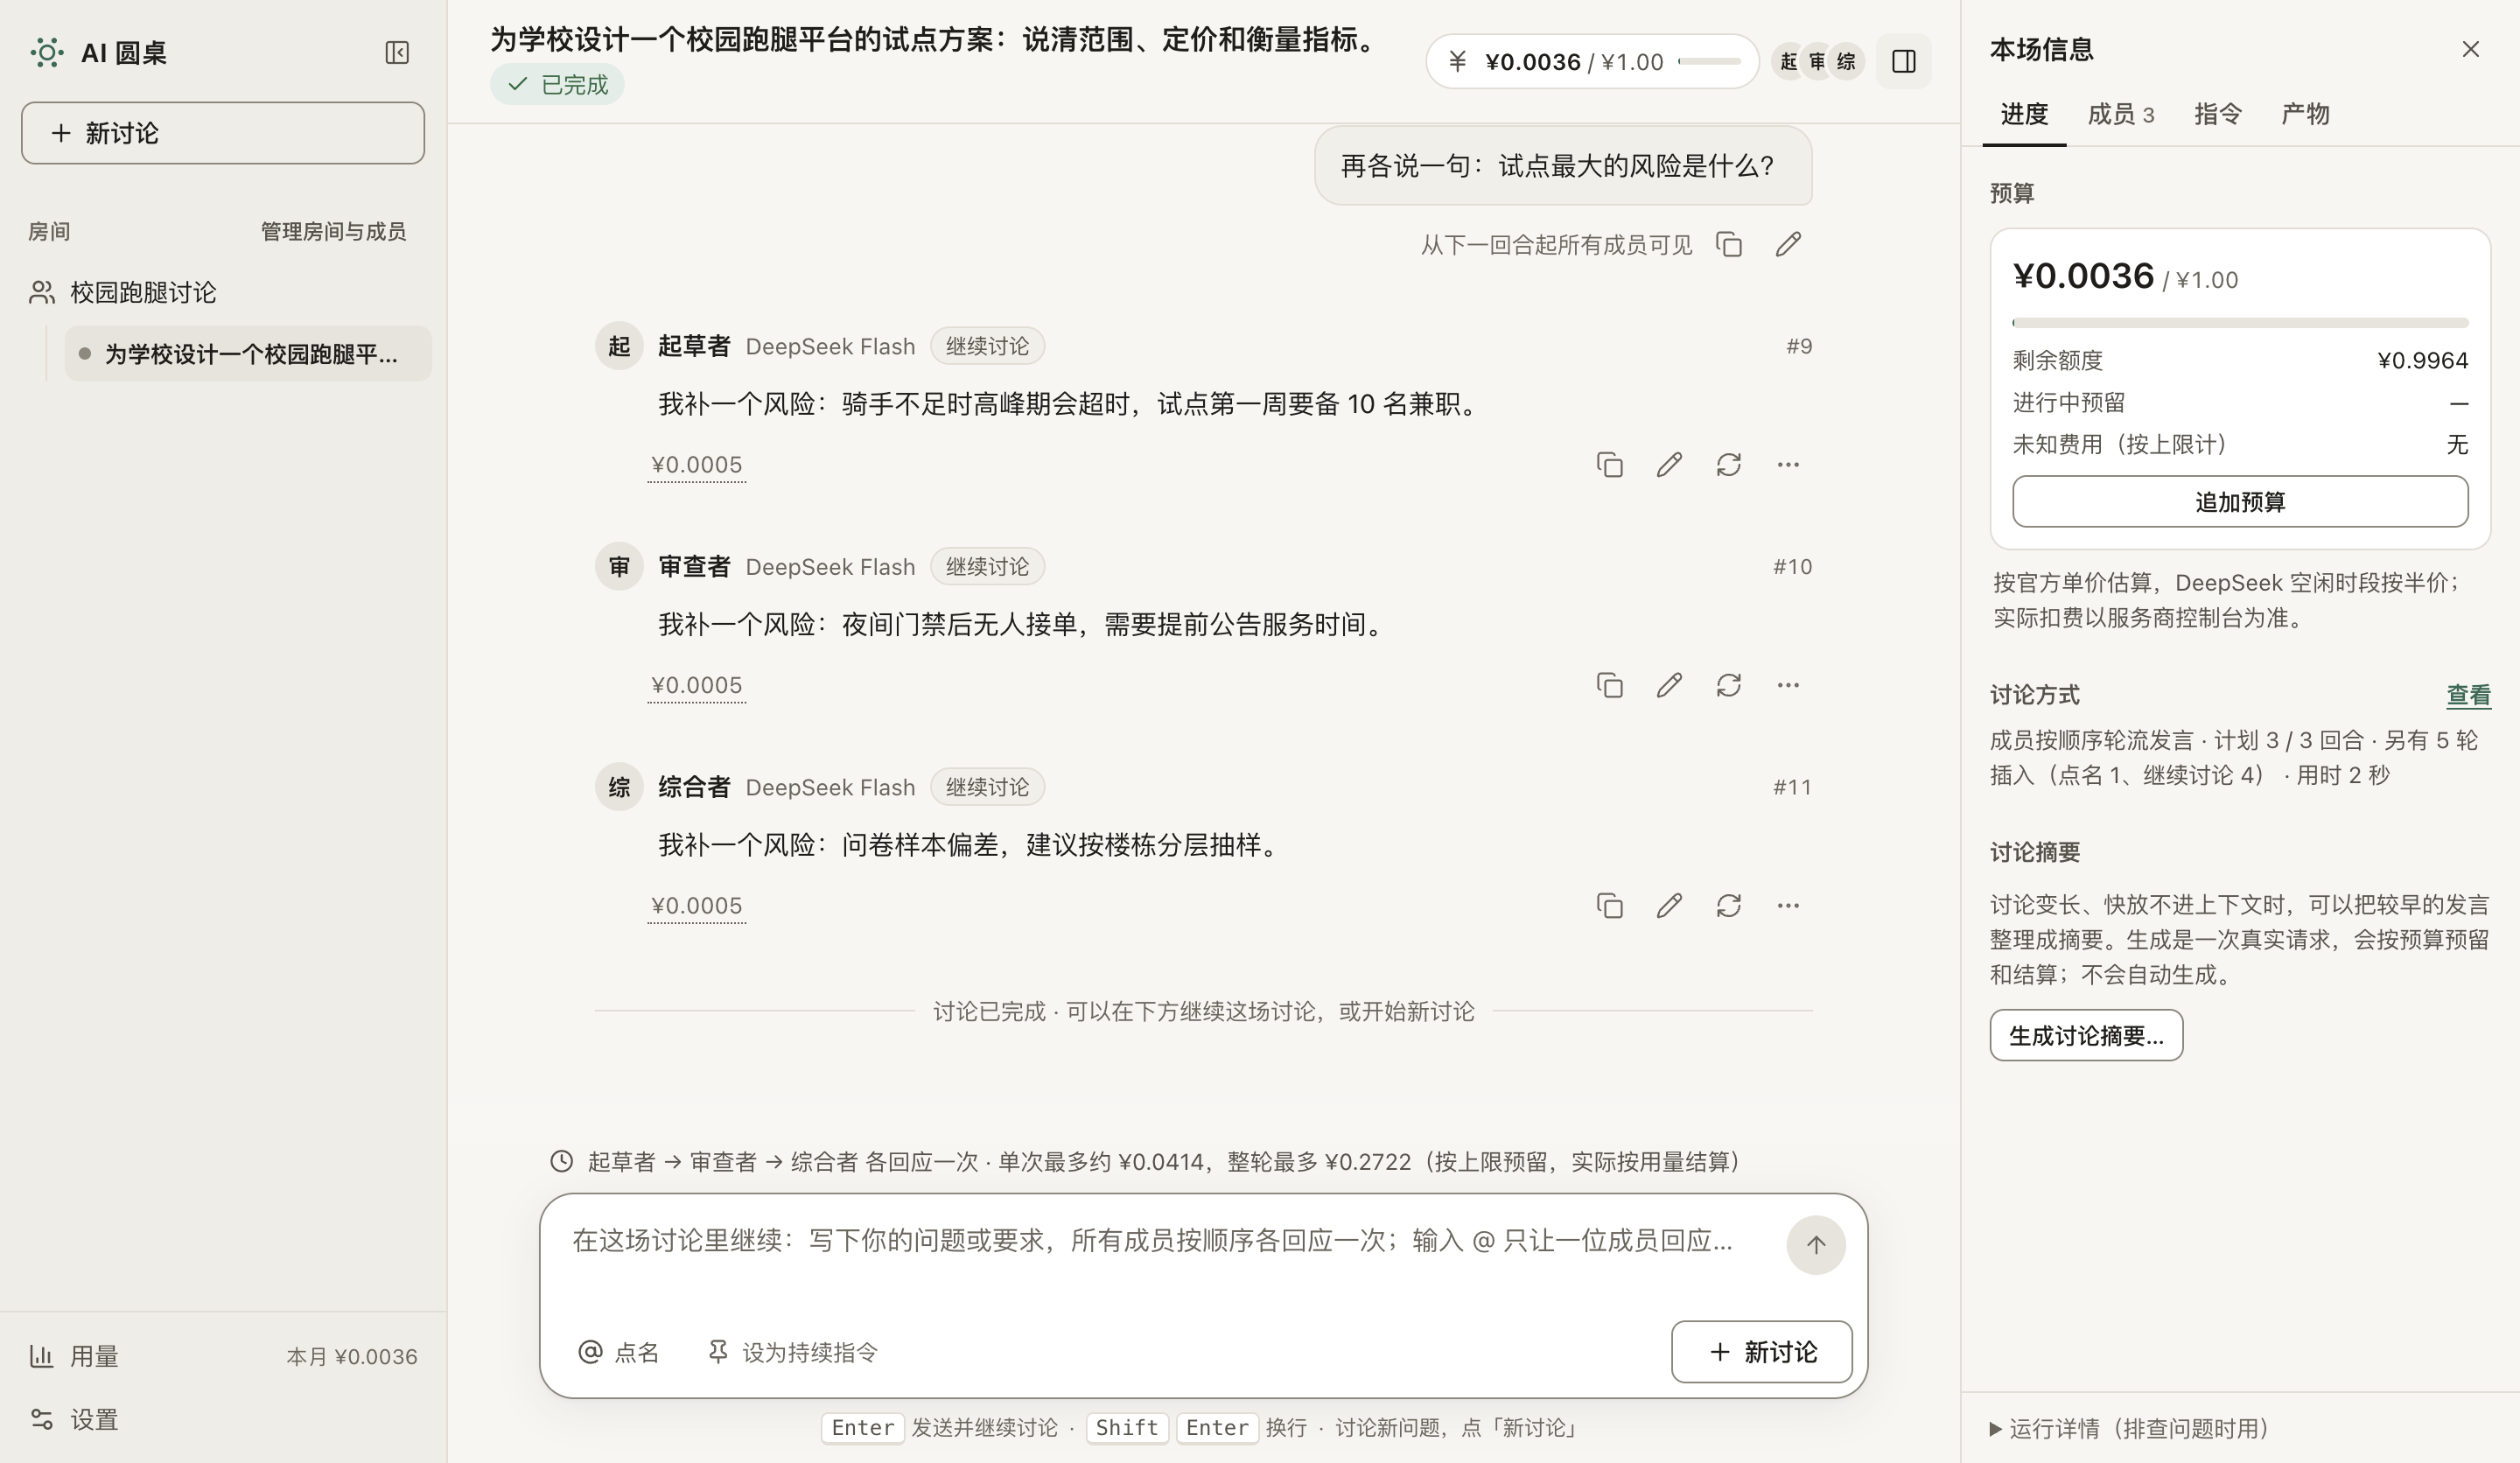 AI 圆桌
+ 新讨论
房间 管理房间与成员
校园跑腿讨论
为学校设计一个校园跑腿平...
用量 本月 ¥0.0036
设置
为学校设计一个校园跑腿平台的试点方案：说清范围、定价和衡量指标。
已完成
¥ ¥0.0036 / ¥1.00
起 审 综
再各说一句：试点最大的风险是什么？
从下一回合起所有成员可见
起 起草者 DeepSeek Flash 继续讨论 #9
我补一个风险：骑手不足时高峰期会超时，试点第一周要备 10 名兼职。
¥0.0005
审 审查者 DeepSeek Flash 继续讨论 #10
我补一个风险：夜间门禁后无人接单，需要提前公告服务时间。
¥0.0005
综 综合者 DeepSeek Flash 继续讨论 #11
我补一个风险：问卷样本偏差，建议按楼栋分层抽样。
¥0.0005
讨论已完成 · 可以在下方继续这场讨论，或开始新讨论
起草者 → 审查者 → 综合者 各回应一次 · 单次最多约 ¥0.0414，整轮最多 ¥0.2722（按上限预留，实际按用量结算）
在这场讨论里继续：写下你的问题或要求，所有成员按顺序各回应一次；输入 @ 只让一位成员回应...
@ 点名 设为持续指令 + 新讨论
Enter 发送并继续讨论 · Shift Enter 换行 · 讨论新问题，点「新讨论」
本场信息
进度 成员 3 指令 产物
预算
¥0.0036 / ¥1.00
剩余额度 ¥0.9964
进行中预留 —
未知费用（按上限计） 无
追加预算
按官方单价估算，DeepSeek 空闲时段按半价；
实际扣费以服务商控制台为准。
讨论方式 查看
成员按顺序轮流发言 · 计划 3 / 3 回合 · 另有 5 轮
插入（点名 1、继续讨论 4） · 用时 2 秒
讨论摘要
讨论变长、快放不进上下文时，可以把较早的发言
整理成摘要。生成是一次真实请求，会按预算预留
和结算；不会自动生成。
生成讨论摘要...
▶ 运行详情（排查问题时用）